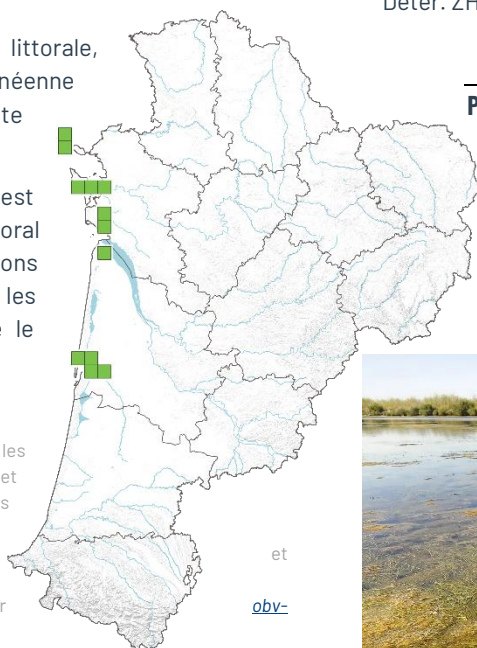 Déter. ZH
littorale,
néenne
te
P
est
oral
ons
les
le
les
et
s
et
r
obv-